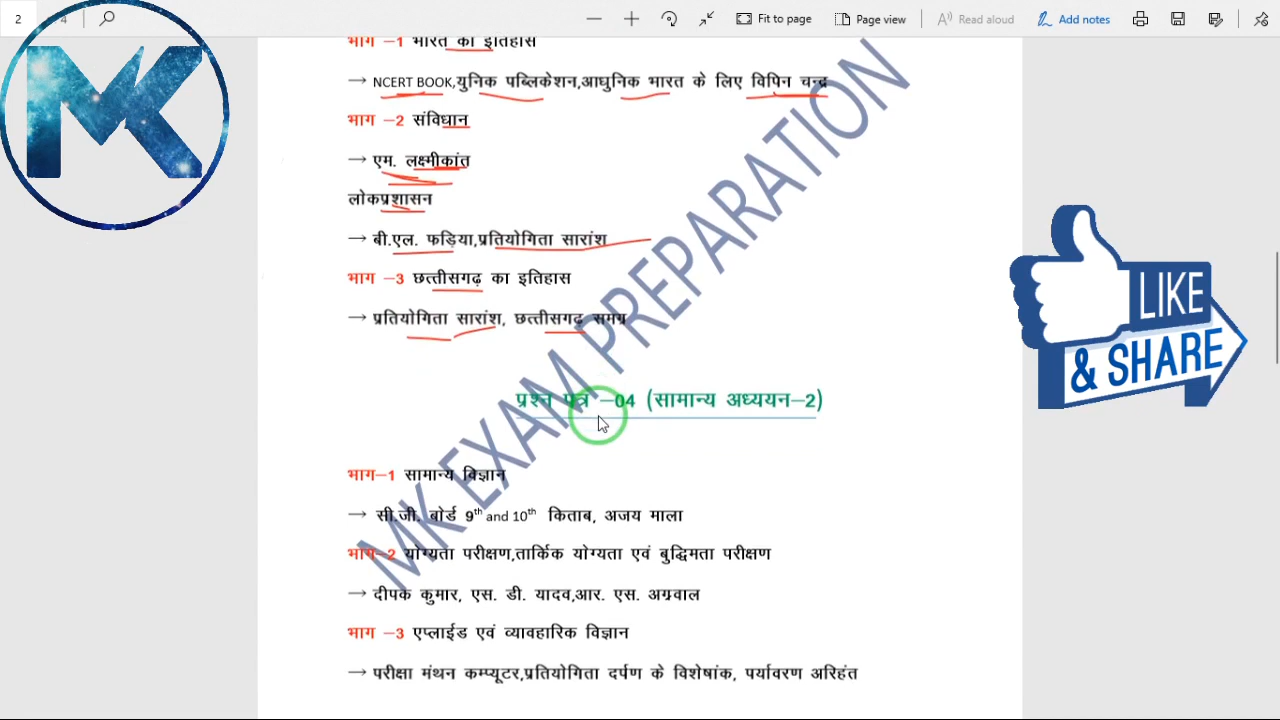 2
4
Fit to page
Page view
Read aloud
Add notes
भाग -1 भारत का इतिहास
→ NCERT BOOK,युनिक पब्लिकेशन,आधुनिक भारत के लिए विपिन चन्द्र
भाग -2 संविधान
→ एम. लक्ष्मीकांत
लोकप्रशासन
→ बी.एल. फड़िया,प्रतियोगिता सारांश
भाग -3 छत्तीसगढ़ का इतिहास
→ प्रतियोगिता सारांश, छत्तीसगढ़ समग्र
प्रश्न पत्र -04 (सामान्य अध्ययन-2)
भाग-1 सामान्य विज्ञान
→ सी.जी. बोर्ड 9th and 10th किताब, अजय माला
भाग-2 योग्यता परीक्षण,तार्किक योग्यता एवं बुद्धिमता परीक्षण
→ दीपक कुमार, एस. डी. यादव,आर. एस. अग्रवाल
भाग -3 एप्लाईड एवं व्यावहारिक विज्ञान
→ परीक्षा मंथन कम्प्यूटर,प्रतियोगिता दर्पण के विशेषांक, पर्यावरण अरिहंत
MK EXAM PREPARATION
MK
LIKE
& SHARE